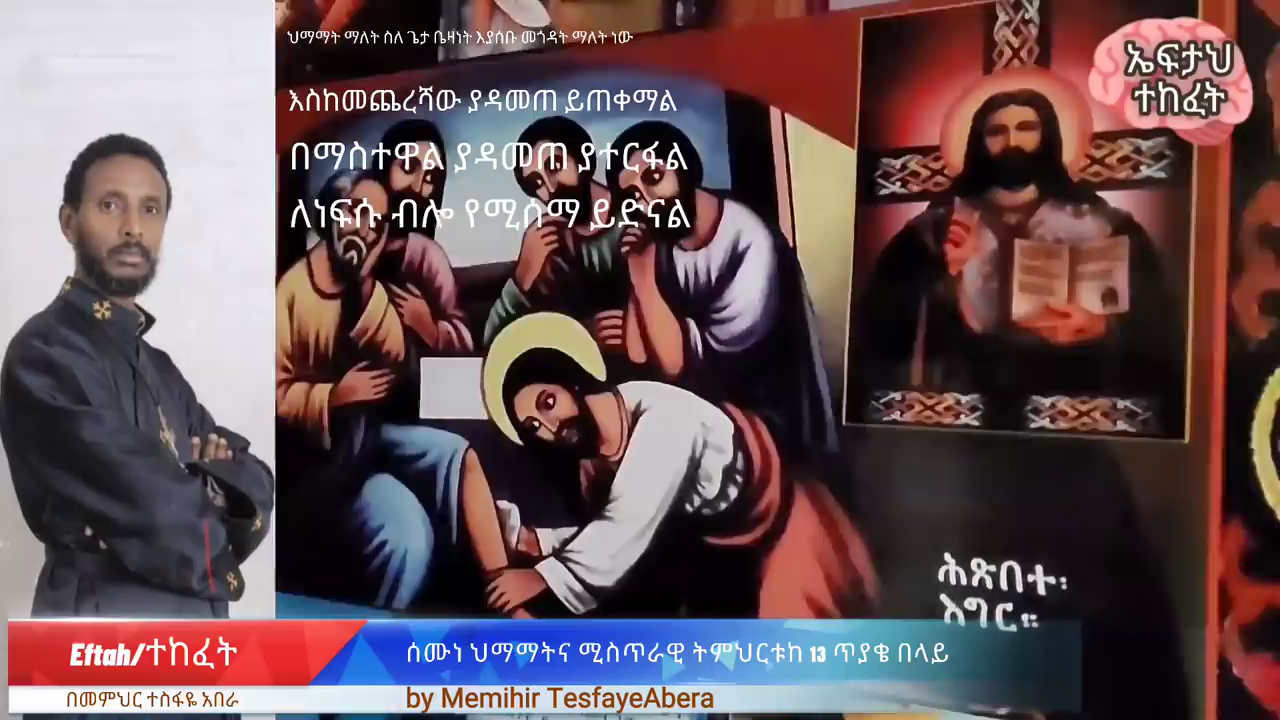 ህማማት ማለት ስለ ጌታ ቤዛነት እያሰቡ መጎዳት ማለት ነው
እስከመጨረሻው ያዳመጠ ይጠቀማል
በማስተዋል ያዳመጠ ያተርፋል
ለነፍሱ ብሎ የሚሰማ ይድናል
ኤፍታህ
ተከፈት
ሕጽበተ፡
እግር።
Eftah/ተከፈት
ሰሙነ ህማማትና ሚስጥራዊ ትምህርቱከ 13 ጥያቄ በላይ
በመምህር ተስፋዬ አበራ
by Memihir TesfayeAbera